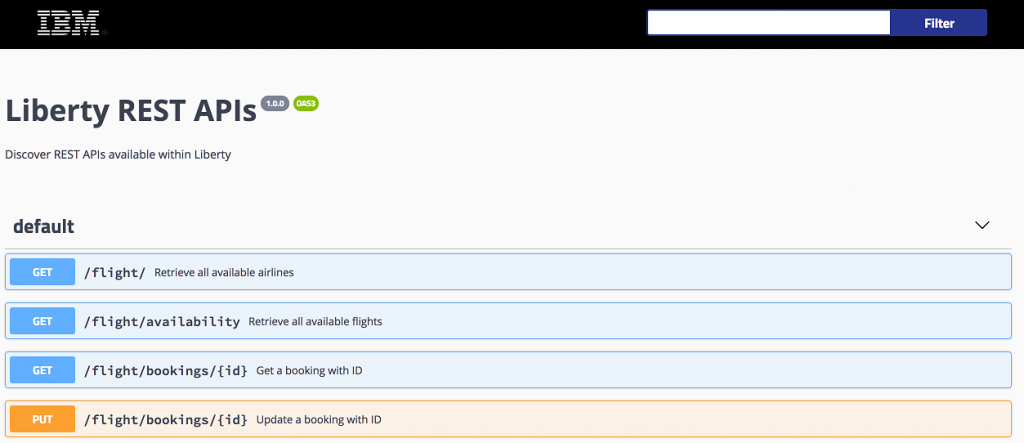 IBM
Filter
Liberty REST APIs 1.0.0 OAS3
Discover REST APIs available within Liberty
default
GET /flight/ Retrieve all available airlines
GET /flight/availability Retrieve all available flights
GET /flight/bookings/{id} Get a booking with ID
PUT /flight/bookings/{id} Update a booking with ID